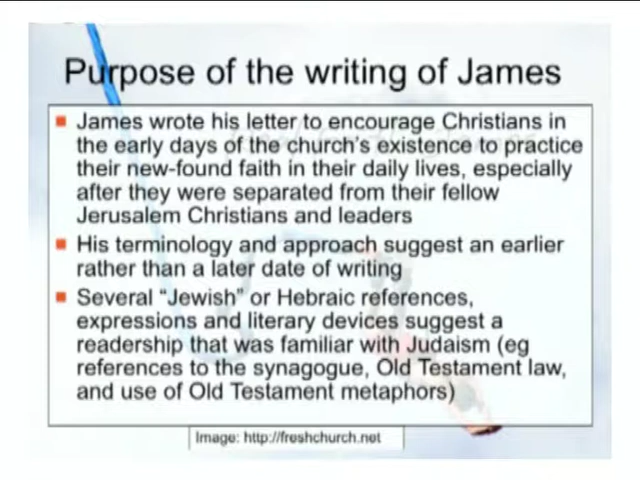 Purpose of the writing of James
James wrote his letter to encourage Christians in
the early days of the church's existence to practice
their new-found faith in their daily lives, especially
after they were separated from their fellow
Jerusalem Christians and leaders
His terminology and approach suggest an earlier
rather than a later date of writing
Several “Jewish” or Hebraic references,
expressions and literary devices suggest a
readership that was familiar with Judaism (eg
references to the synagogue, Old Testament law,
and use of Old Testament metaphors)
Image: http://freshchurch.net